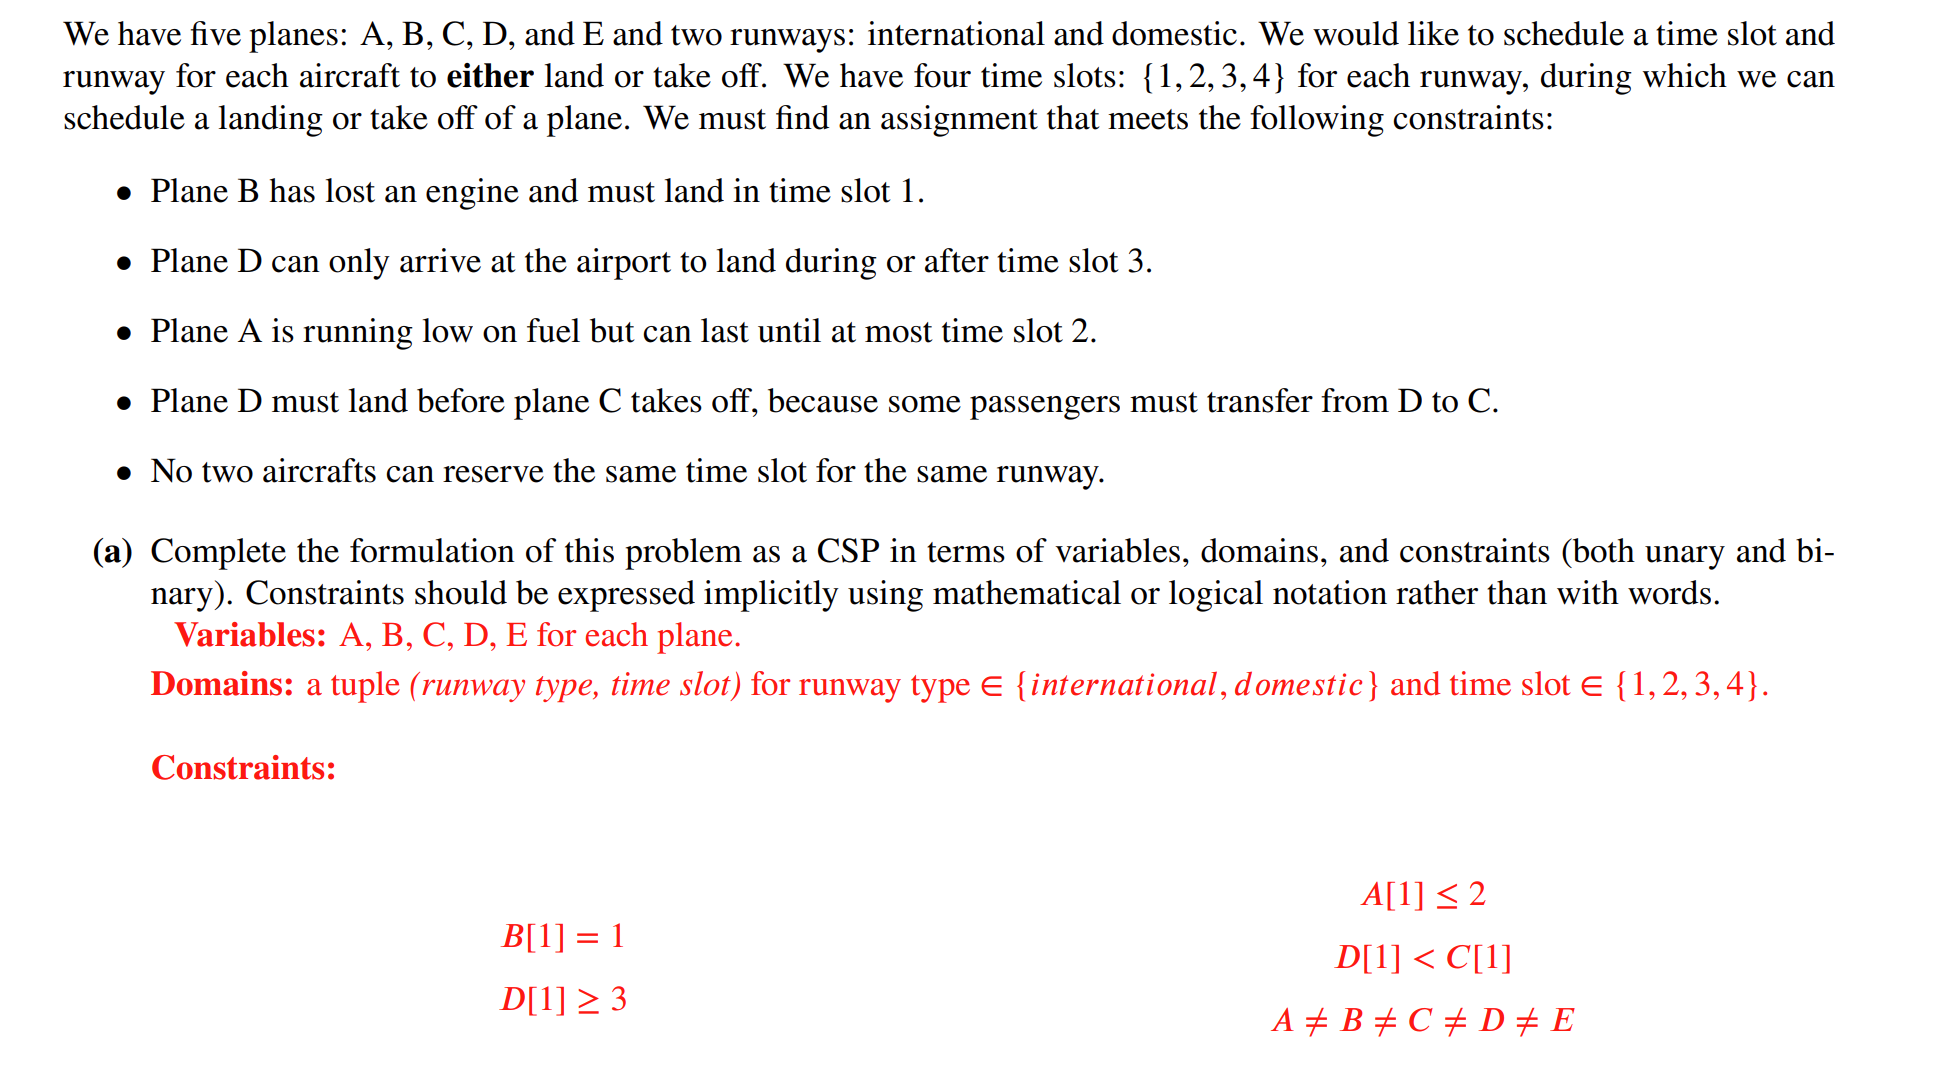 We have five planes: A, B, C, D, and E and two runways: international and domestic. We would like to schedule a time slot and
runway for each aircraft to either land or take off. We have four time slots: {1, 2, 3, 4} for each runway, during which we can
schedule a landing or take off of a plane. We must find an assignment that meets the following constraints:
• Plane B has lost an engine and must land in time slot 1.
• Plane D can only arrive at the airport to land during or after time slot 3.
• Plane A is running low on fuel but can last until at most time slot 2.
• Plane D must land before plane C takes off, because some passengers must transfer from D to C.
• No two aircrafts can reserve the same time slot for the same runway.
(a) Complete the formulation of this problem as a CSP in terms of variables, domains, and constraints (both unary and bi-
nary). Constraints should be expressed implicitly using mathematical or logical notation rather than with words.
Variables: A, B, C, D, E for each plane.
Domains: a tuple (runway type, time slot) for runway type ∈ {international, domestic} and time slot ∈ {1, 2, 3, 4}.
Constraints:
B[1] = 1
D[1] ≥ 3
A[1] ≤ 2
D[1] < C[1]
A ≠ B ≠ C ≠ D ≠ E